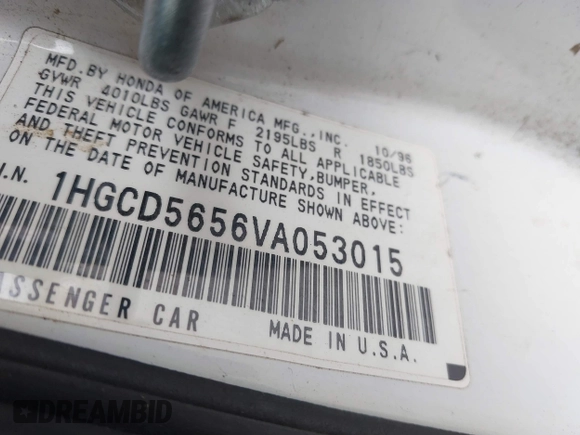 MFD. BY HONDA OF AMERICA MFG., INC. 10/96
GVWR 4010LBS GAWR F 2195LBS R 1850LBS
THIS VEHICLE CONFORMS TO ALL APPLICABLE
FEDERAL MOTOR VEHICLE SAFETY, BUMPER,
AND THEFT PREVENTION STANDARDS IN EFFECT
ON THE DATE OF MANUFACTURE SHOWN ABOVE:
I.N. 1HGCD5656VA053015
SSENGER CAR MADE IN U.S.A.
DREAMBID